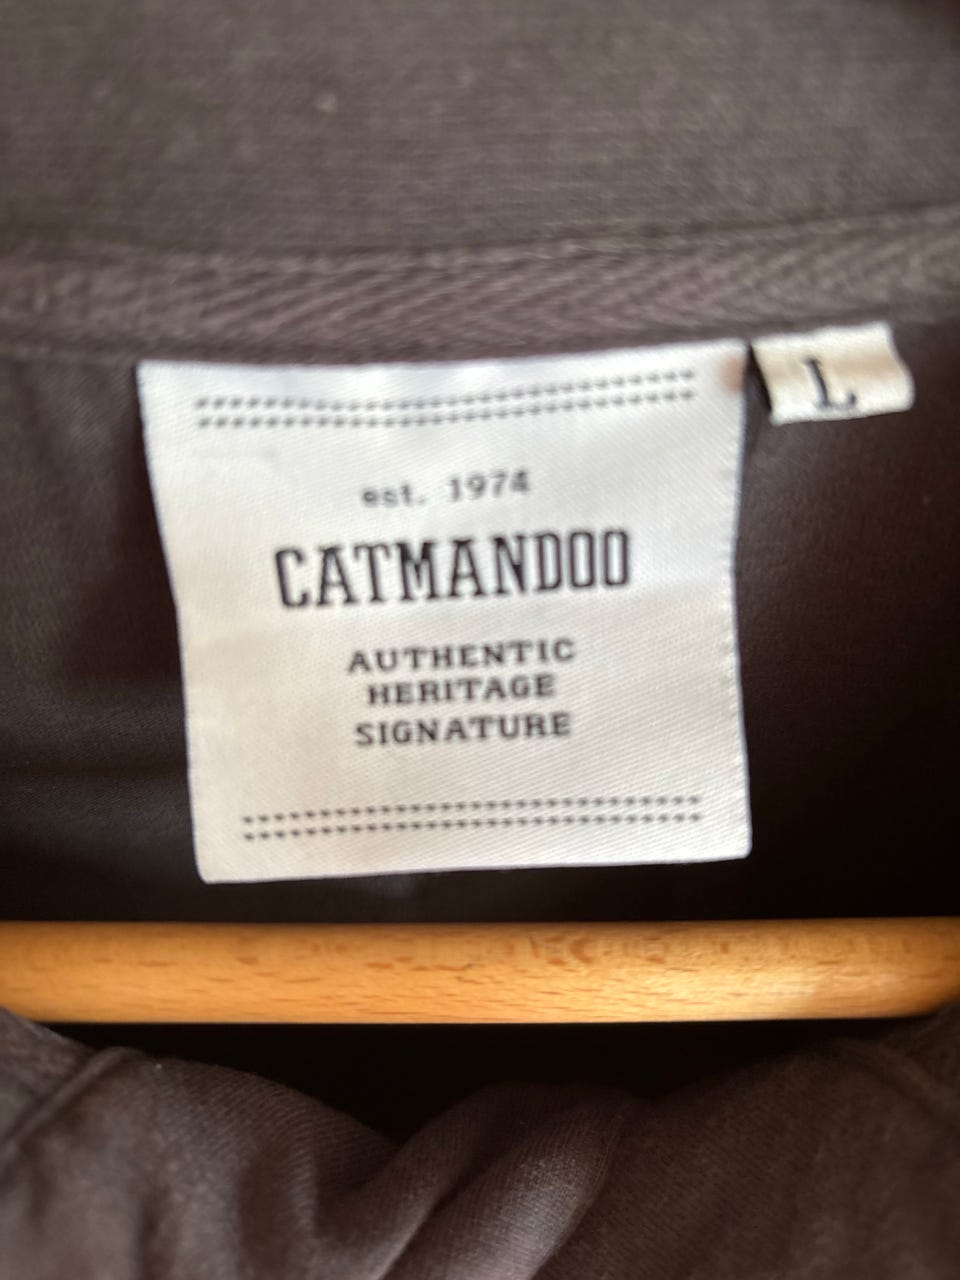 L
est. 1974
CATMANDOO
AUTHENTIC
HERITAGE
SIGNATURE